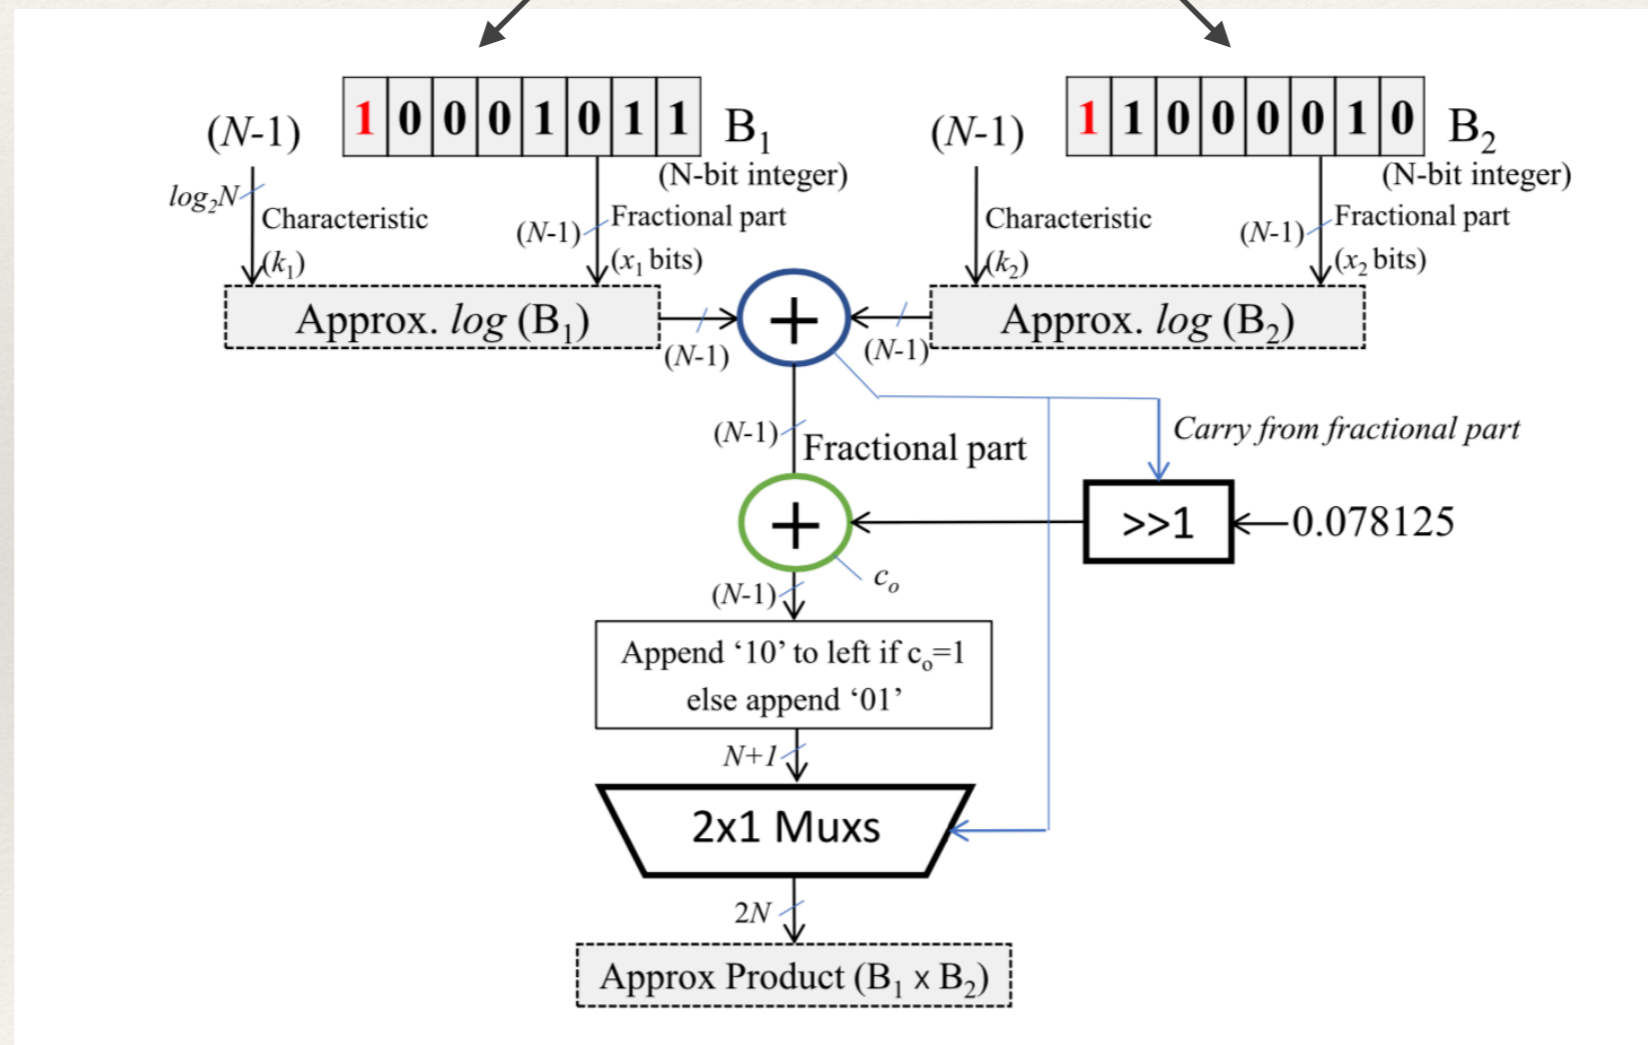 (N-1) 1 0 0 0 1 0 1 1 B₁ (N-1) 1 1 0 0 0 0 1 0 B₂
(N-bit integer) (N-bit integer)
log₂N
Characteristic (N-1) Fractional part Characteristic (N-1) Fractional part
(k₁) (x₁ bits) (k₂) (x₂ bits)
Approx. log (B₁) + Approx. log (B₂)
(N-1) (N-1)
(N-1) Fractional part Carry from fractional part
+ >>1 0.078125
(N-1) cₒ
Append ‘10’ to left if cₒ=1
else append ‘01’
N+1
2x1 Muxs
2N
Approx Product (B₁ x B₂)